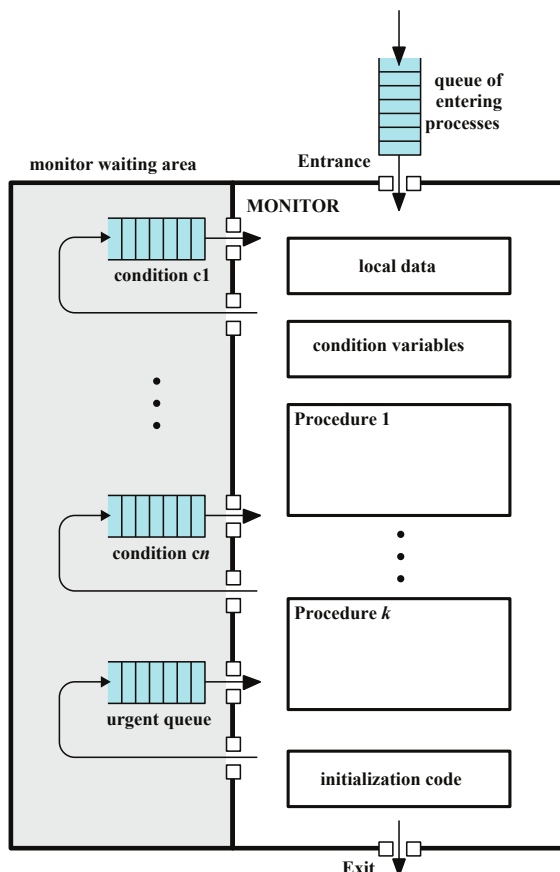 queue of
entering
processes
Entrance
monitor waiting area
MONITOR
condition c1
local data
condition variables
Procedure 1
condition cn
Procedure k
urgent queue
initialization code
Exit